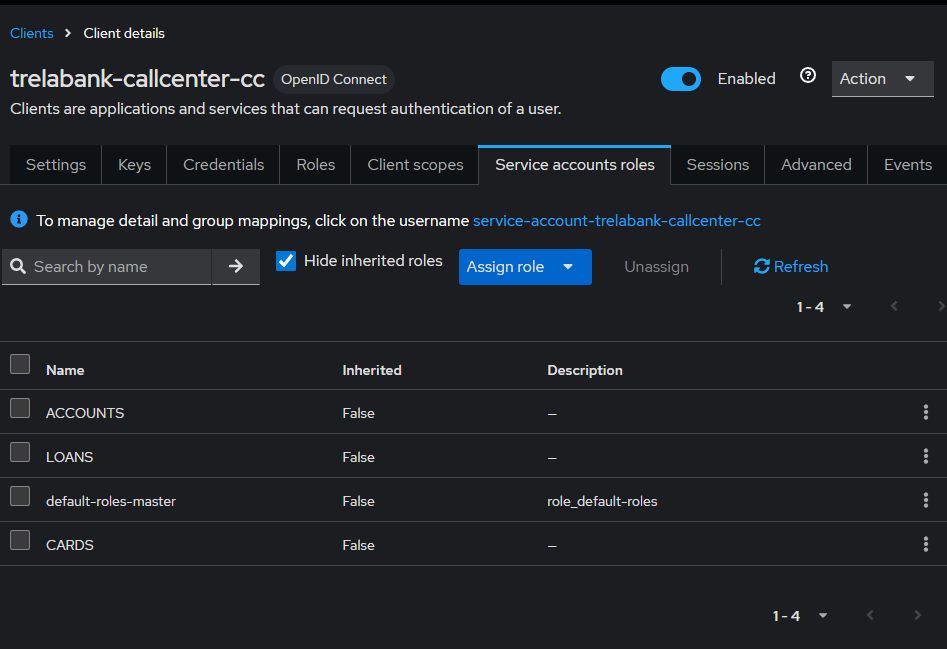 Clients > Client details
trelabank-callcenter-cc OpenID Connect Enabled Action
Clients are applications and services that can request authentication of a user.
Settings Keys Credentials Roles Client scopes Service accounts roles Sessions Advanced Events
To manage detail and group mappings, click on the username service-account-trelabank-callcenter-cc
Search by name Hide inherited roles Assign role Unassign Refresh
1 - 4
Name Inherited Description
ACCOUNTS False –
LOANS False –
default-roles-master False role_default-roles
CARDS False –
1 - 4